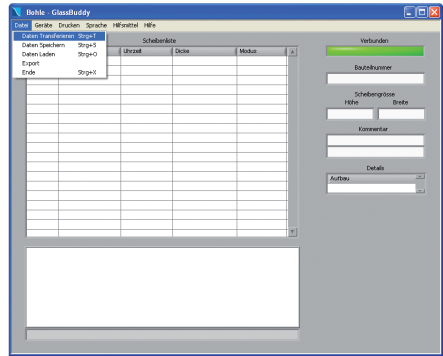 Bohle - GlassBuddy
Datei Geräte Drucken Sprache Hilfsmittel Hilfe
Daten Transferieren Strg+T
Daten Speichern Strg+S
Daten Laden Strg+O
Export
Ende Strg+X
Scheibenliste
Uhrzeit Dicke Modus
Verbunden
Bauteilnummer
Scheibengrösse
Höhe Breite
Kommentar
Details
Aufbau